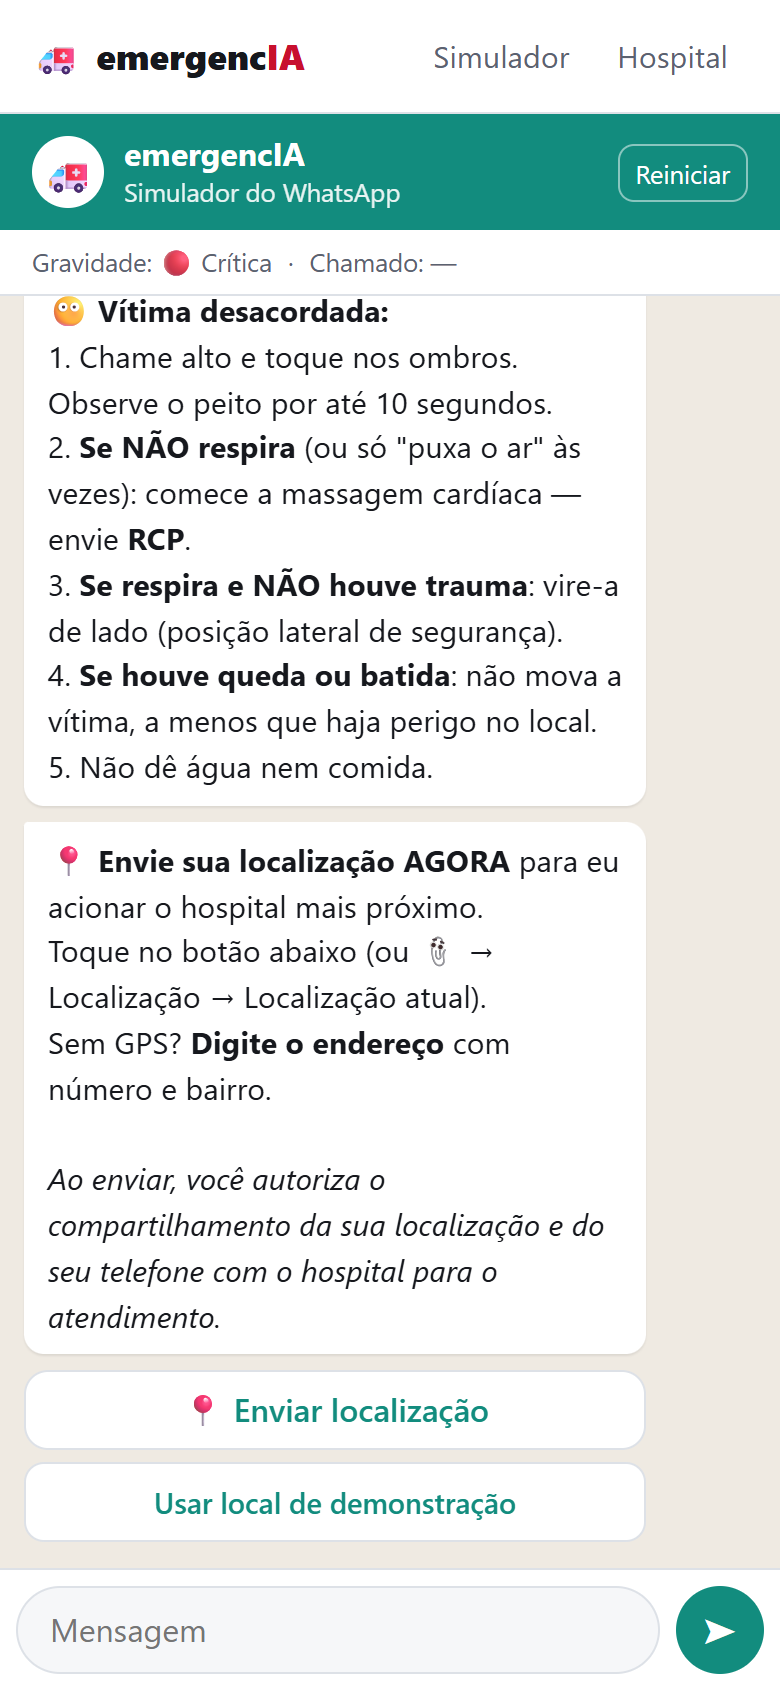 emergencIA
Simulador
Hospital
emergencIA
Simulador do WhatsApp
Reiniciar
Gravidade: 🔴 Crítica · Chamado: —
Vítima desacordada:
1. Chame alto e toque nos ombros.
Observe o peito por até 10 segundos.
2. Se NÃO respira (ou só "puxa o ar" às
vezes): comece a massagem cardíaca —
envie RCP.
3. Se respira e NÃO houve trauma: vire-a
de lado (posição lateral de segurança).
4. Se houve queda ou batida: não mova a
vítima, a menos que haja perigo no local.
5. Não dê água nem comida.
📍 Envie sua localização AGORA para eu
acionar o hospital mais próximo.
Toque no botão abaixo (ou 📎 →
Localização → Localização atual).
Sem GPS? Digite o endereço com
número e bairro.
Ao enviar, você autoriza o
compartilhamento da sua localização e do
seu telefone com o hospital para o
atendimento.
📍 Enviar localização
Usar local de demonstração
Mensagem